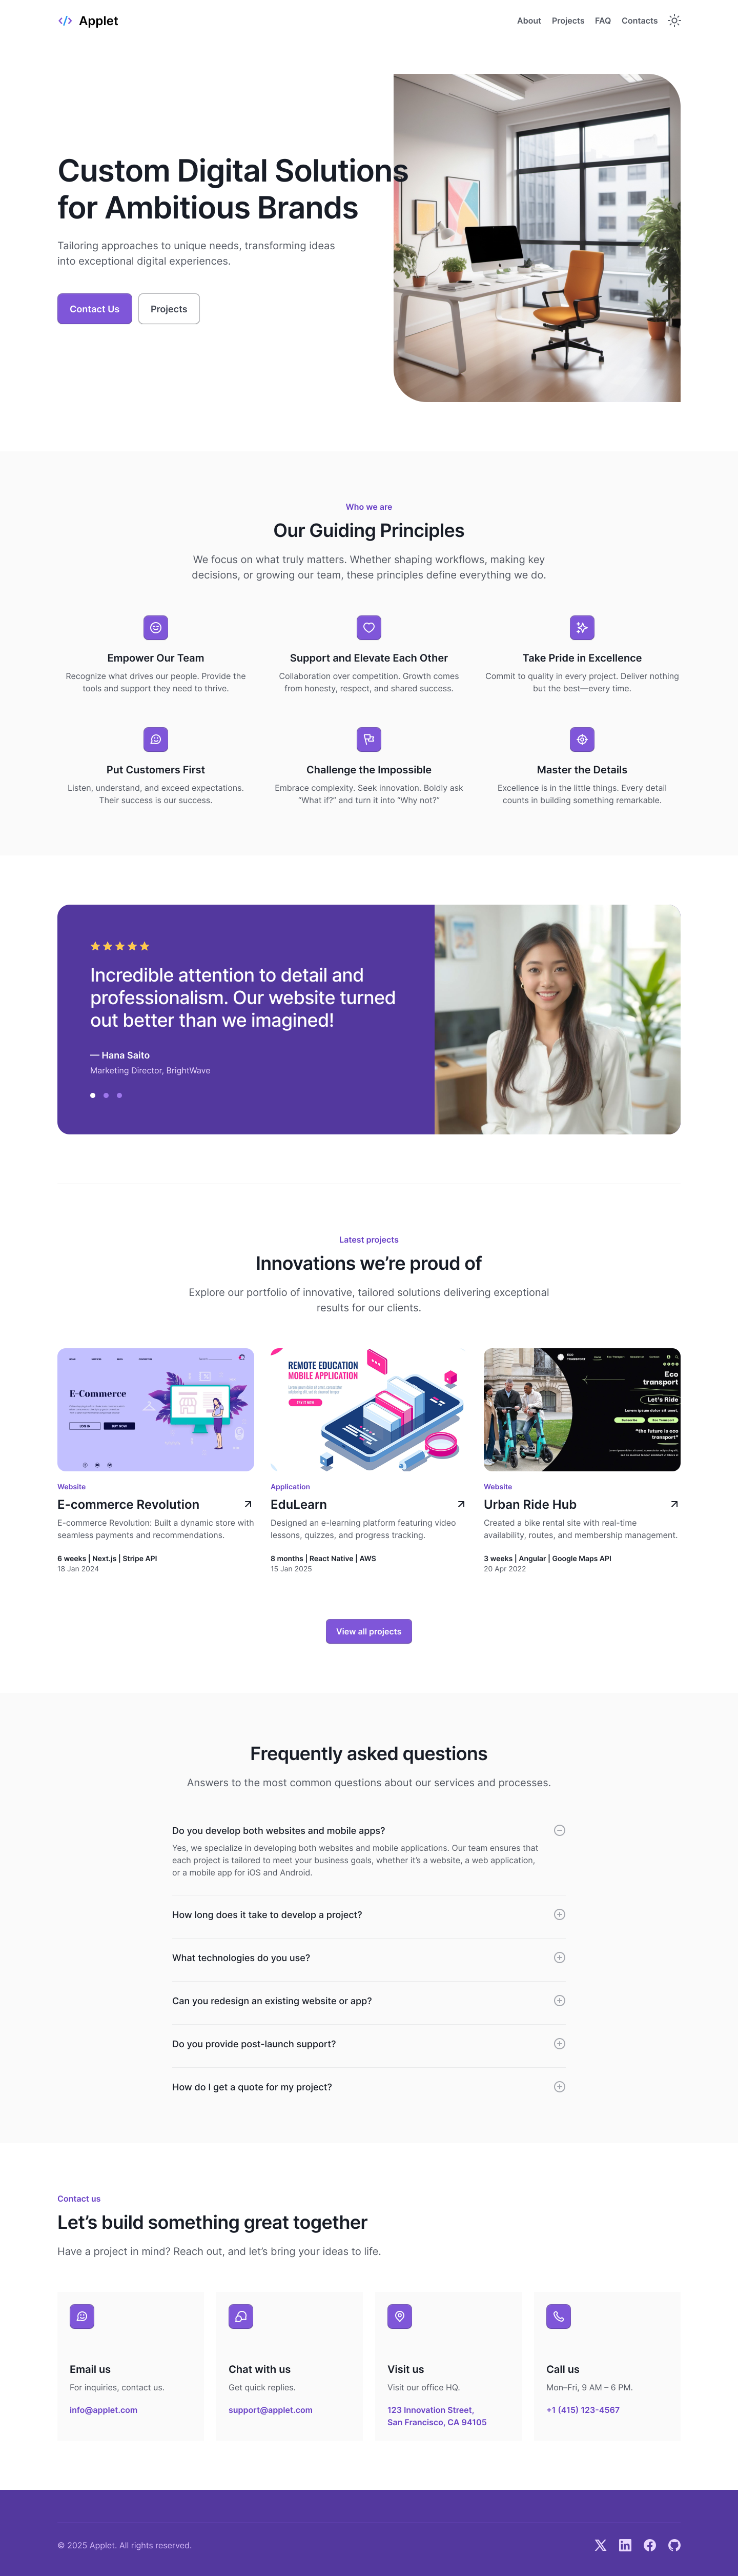 Applet
About
Projects
FAQ
Contacts
Custom Digital Solutions
for Ambitious Brands
Tailoring approaches to unique needs, transforming ideas
into exceptional digital experiences.
Contact Us
Projects
Who we are
Our Guiding Principles
We focus on what truly matters. Whether shaping workflows, making key
decisions, or growing our team, these principles define everything we do.
Empower Our Team
Recognize what drives our people. Provide the
tools and support they need to thrive.
Support and Elevate Each Other
Collaboration over competition. Growth comes
from honesty, respect, and shared success.
Take Pride in Excellence
Commit to quality in every project. Deliver nothing
but the best—every time.
Put Customers First
Listen, understand, and exceed expectations.
Their success is our success.
Challenge the Impossible
Embrace complexity. Seek innovation. Boldly ask
“What if?” and turn it into “Why not?”
Master the Details
Excellence is in the little things. Every detail
counts in building something remarkable.
Incredible attention to detail and
professionalism. Our website turned
out better than we imagined!
— Hana Saito
Marketing Director, BrightWave
Latest projects
Innovations we’re proud of
Explore our portfolio of innovative, tailored solutions delivering exceptional
results for our clients.
E-Commerce
LOG IN
BUY NOW
Website
E-commerce Revolution
E-commerce Revolution: Built a dynamic store with
seamless payments and recommendations.
6 weeks | Next.js | Stripe API
18 Jan 2024
REMOTE EDUCATION
MOBILE APPLICATION
TRY IT NOW
Application
EduLearn
Designed an e-learning platform featuring video
lessons, quizzes, and progress tracking.
8 months | React Native | AWS
15 Jan 2025
ECO
TRANSPORT
Eco
transport
Let's Ride
Lorem ipsum dolor sit amet,
Subscribe
Eco Transport
"the future is eco
transport"
Website
Urban Ride Hub
Created a bike rental site with real-time
availability, routes, and membership management.
3 weeks | Angular | Google Maps API
20 Apr 2022
View all projects
Frequently asked questions
Answers to the most common questions about our services and processes.
Do you develop both websites and mobile apps?
Yes, we specialize in developing both websites and mobile applications. Our team ensures that
each project is tailored to meet your business goals, whether it’s a website, a web application,
or a mobile app for iOS and Android.
How long does it take to develop a project?
What technologies do you use?
Can you redesign an existing website or app?
Do you provide post-launch support?
How do I get a quote for my project?
Contact us
Let’s build something great together
Have a project in mind? Reach out, and let’s bring your ideas to life.
Email us
For inquiries, contact us.
info@applet.com
Chat with us
Get quick replies.
support@applet.com
Visit us
Visit our office HQ.
123 Innovation Street,
San Francisco, CA 94105
Call us
Mon–Fri, 9 AM – 6 PM.
+1 (415) 123-4567
© 2025 Applet. All rights reserved.